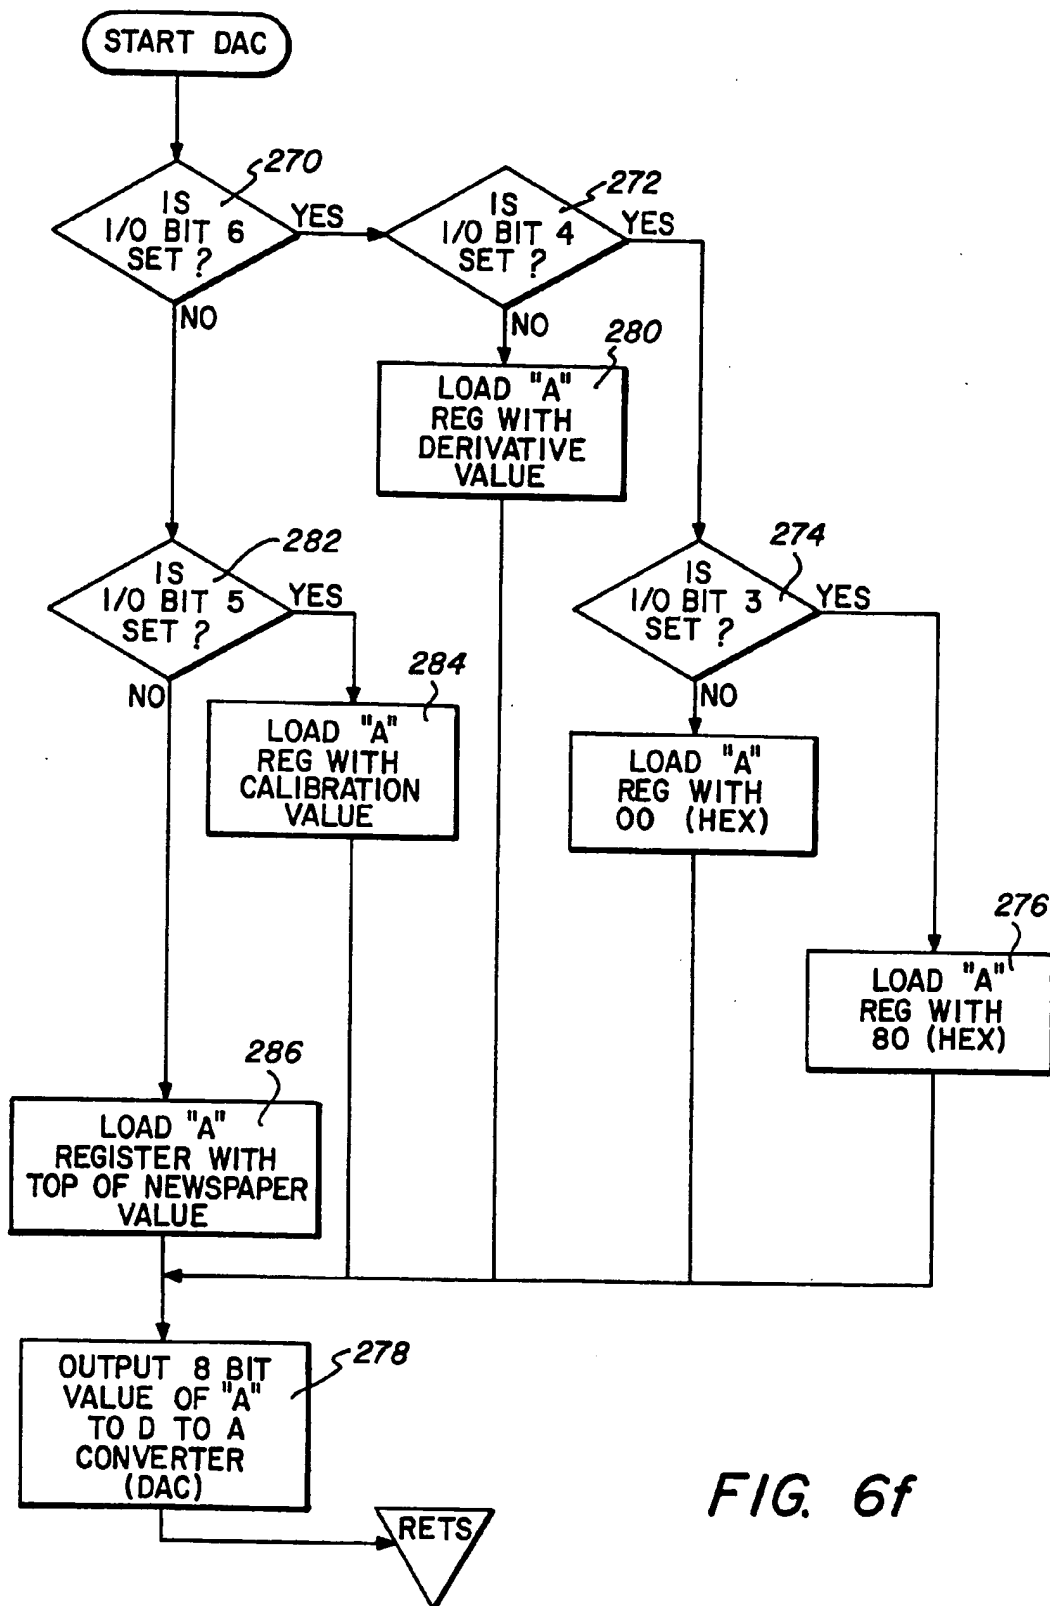 START DAC
270
IS
I/O BIT 6
SET ?
YES
NO
272
IS
I/O BIT 4
SET ?
YES
NO
280
LOAD "A"
REG WITH
DERIVATIVE
VALUE
282
IS
I/O BIT 5
SET ?
YES
NO
274
IS
I/O BIT 3
SET ?
YES
NO
284
LOAD "A"
REG WITH
CALIBRATION
VALUE
LOAD "A"
REG WITH
00 (HEX)
276
LOAD "A"
REG WITH
80 (HEX)
286
LOAD "A"
REGISTER WITH
TOP OF NEWSPAPER
VALUE
278
OUTPUT 8 BIT
VALUE OF "A"
TO D TO A
CONVERTER
(DAC)
RETS
FIG. 6f